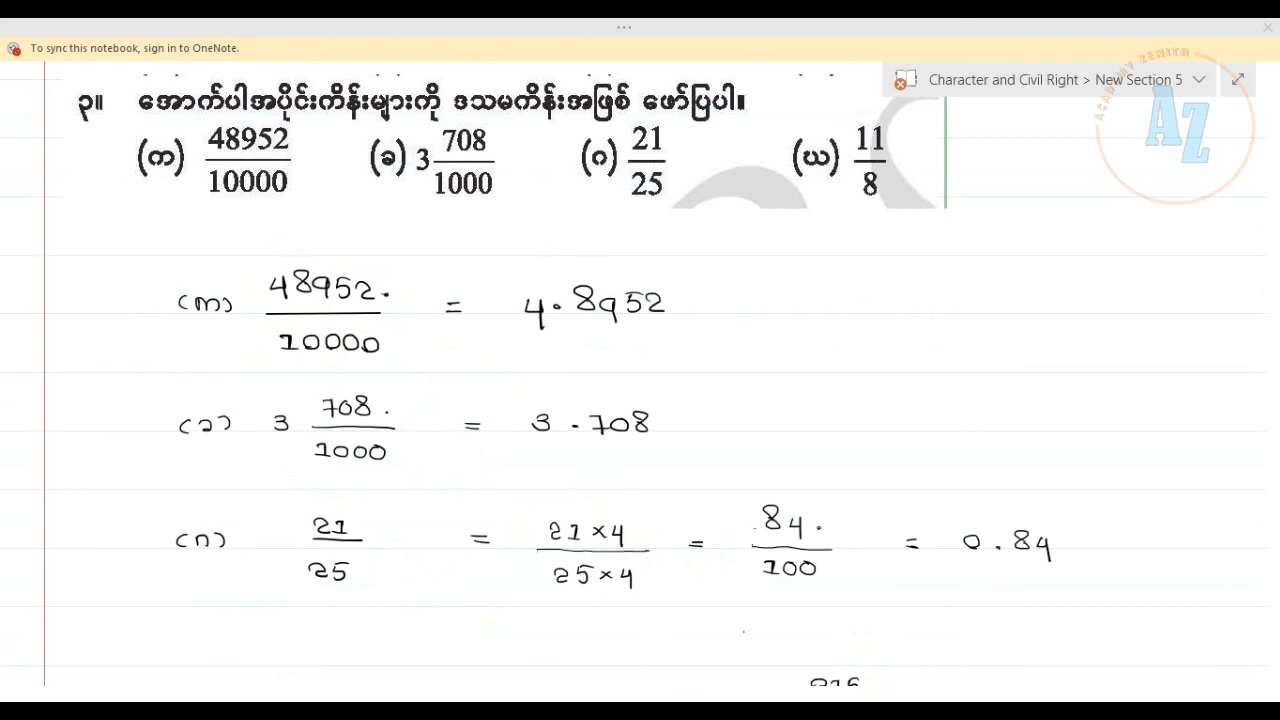 To sync this notebook, sign in to OneNote.
Character and Civil Right > New Section 5
ACADEMY ZENITH
AZ
၃။ အောက်ပါအပိုင်းကိန်းများကို ဒသမကိန်းအဖြစ် ဖော်ပြပါ။
(က) 48952/10000 (ခ) 3 708/1000 (ဂ) 21/25 (ဃ) 11/8
(က) 48952./10000 = 4.8952
(ခ) 3 708./1000 = 3.708
(ဂ) 21/25 = 21×4/25×4 = .84./100 = 0.84